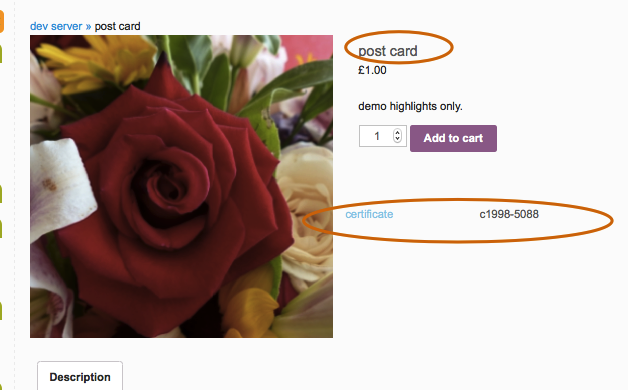 dev server » post card
post card
£1.00
demo highlights only.
1 Add to cart
certificate c1998-5088
Description